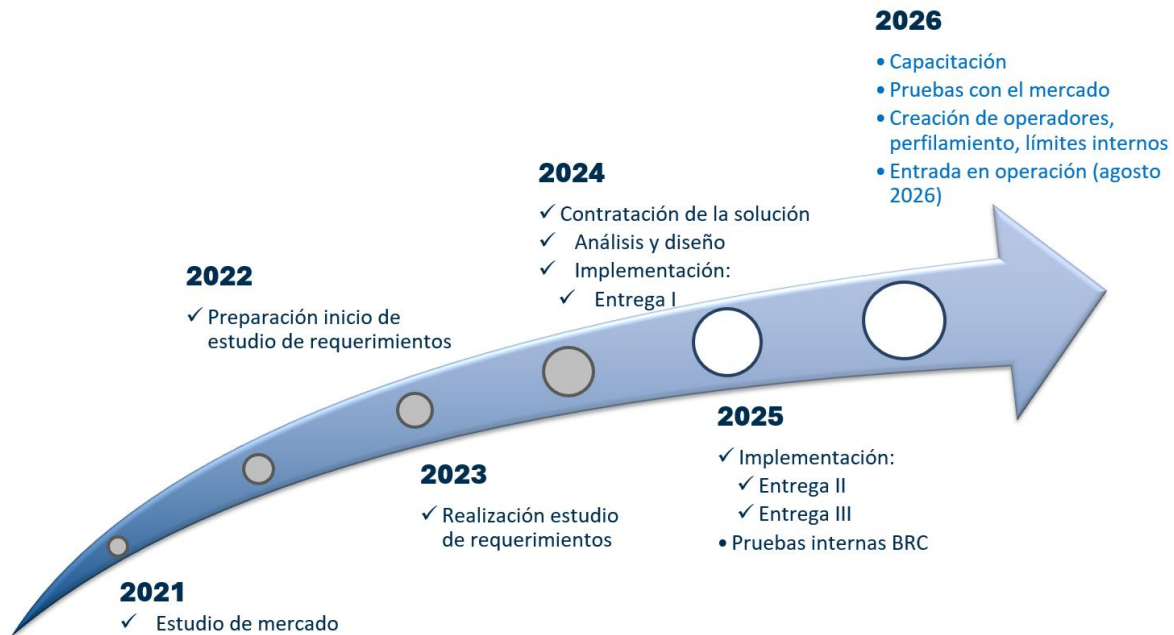 2021
✓ Estudio de mercado
2022
✓ Preparación inicio de
estudio de requerimientos
2023
✓ Realización estudio
de requerimientos
2024
✓ Contratación de la solución
✓ Análisis y diseño
✓ Implementación:
✓ Entrega I
2025
✓ Implementación:
✓ Entrega II
✓ Entrega III
• Pruebas internas BRC
2026
• Capacitación
• Pruebas con el mercado
• Creación de operadores,
perfilamiento, límites internos
• Entrada en operación (agosto
2026)